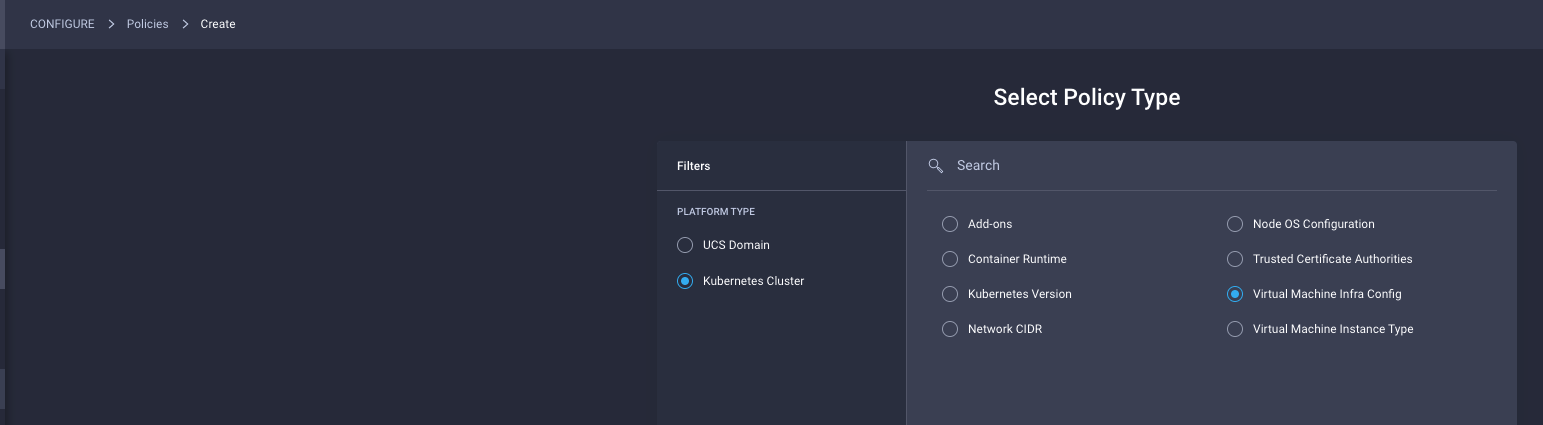 CONFIGURE > Policies > Create
Select Policy Type
Filters
PLATFORM TYPE
UCS Domain
Kubernetes Cluster
Search
Add-ons
Container Runtime
Kubernetes Version
Network CIDR
Node OS Configuration
Trusted Certificate Authorities
Virtual Machine Infra Config
Virtual Machine Instance Type